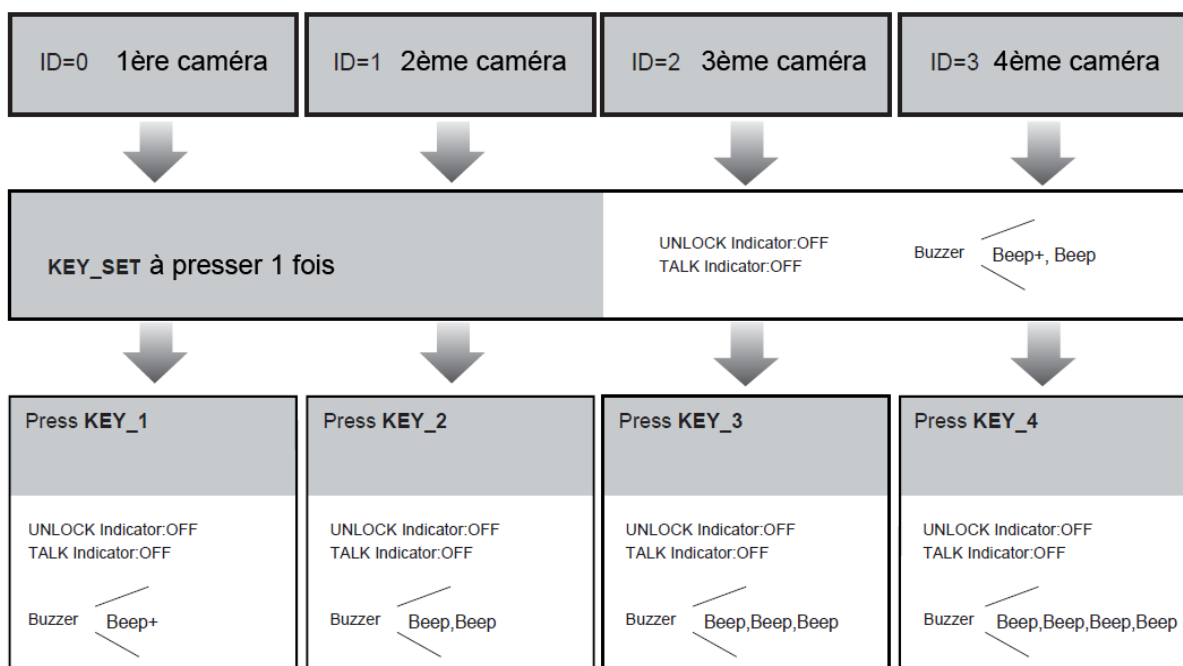 ID=0 1ère caméra
ID=1 2ème caméra
ID=2 3ème caméra
ID=3 4ème caméra
KEY_SET à presser 1 fois
UNLOCK Indicator:OFF
TALK Indicator:OFF
Buzzer Beep+, Beep
Press KEY_1
UNLOCK Indicator:OFF
TALK Indicator:OFF
Buzzer Beep+
Press KEY_2
UNLOCK Indicator:OFF
TALK Indicator:OFF
Buzzer Beep,Beep
Press KEY_3
UNLOCK Indicator:OFF
TALK Indicator:OFF
Buzzer Beep,Beep,Beep
Press KEY_4
UNLOCK Indicator:OFF
TALK Indicator:OFF
Buzzer Beep,Beep,Beep,Beep